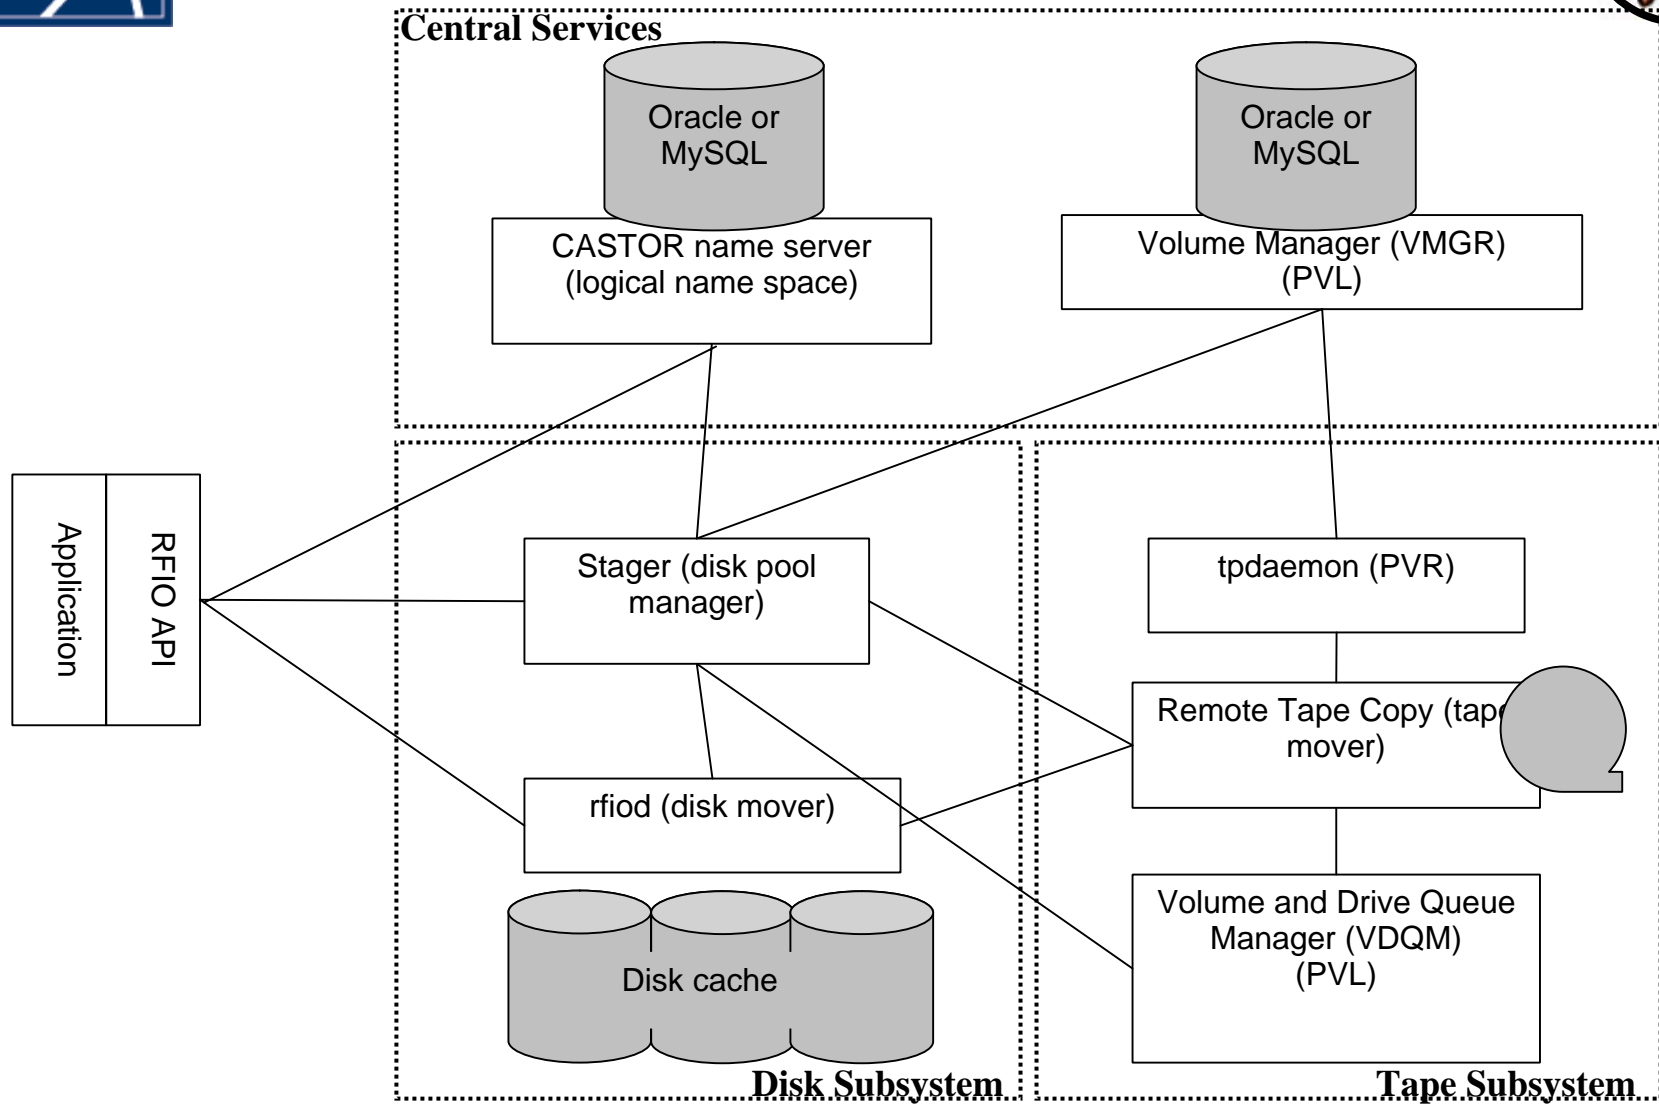 Central Services
Oracle or
MySQL
Oracle or
MySQL
CASTOR name server
(logical name space)
Volume Manager (VMGR)
(PVL)
Application
RFIO API
Stager (disk pool
manager)
tpdaemon (PVR)
Remote Tape Copy (tape
mover)
rfiod (disk mover)
Volume and Drive Queue
Manager (VDQM)
(PVL)
Disk cache
Disk Subsystem
Tape Subsystem